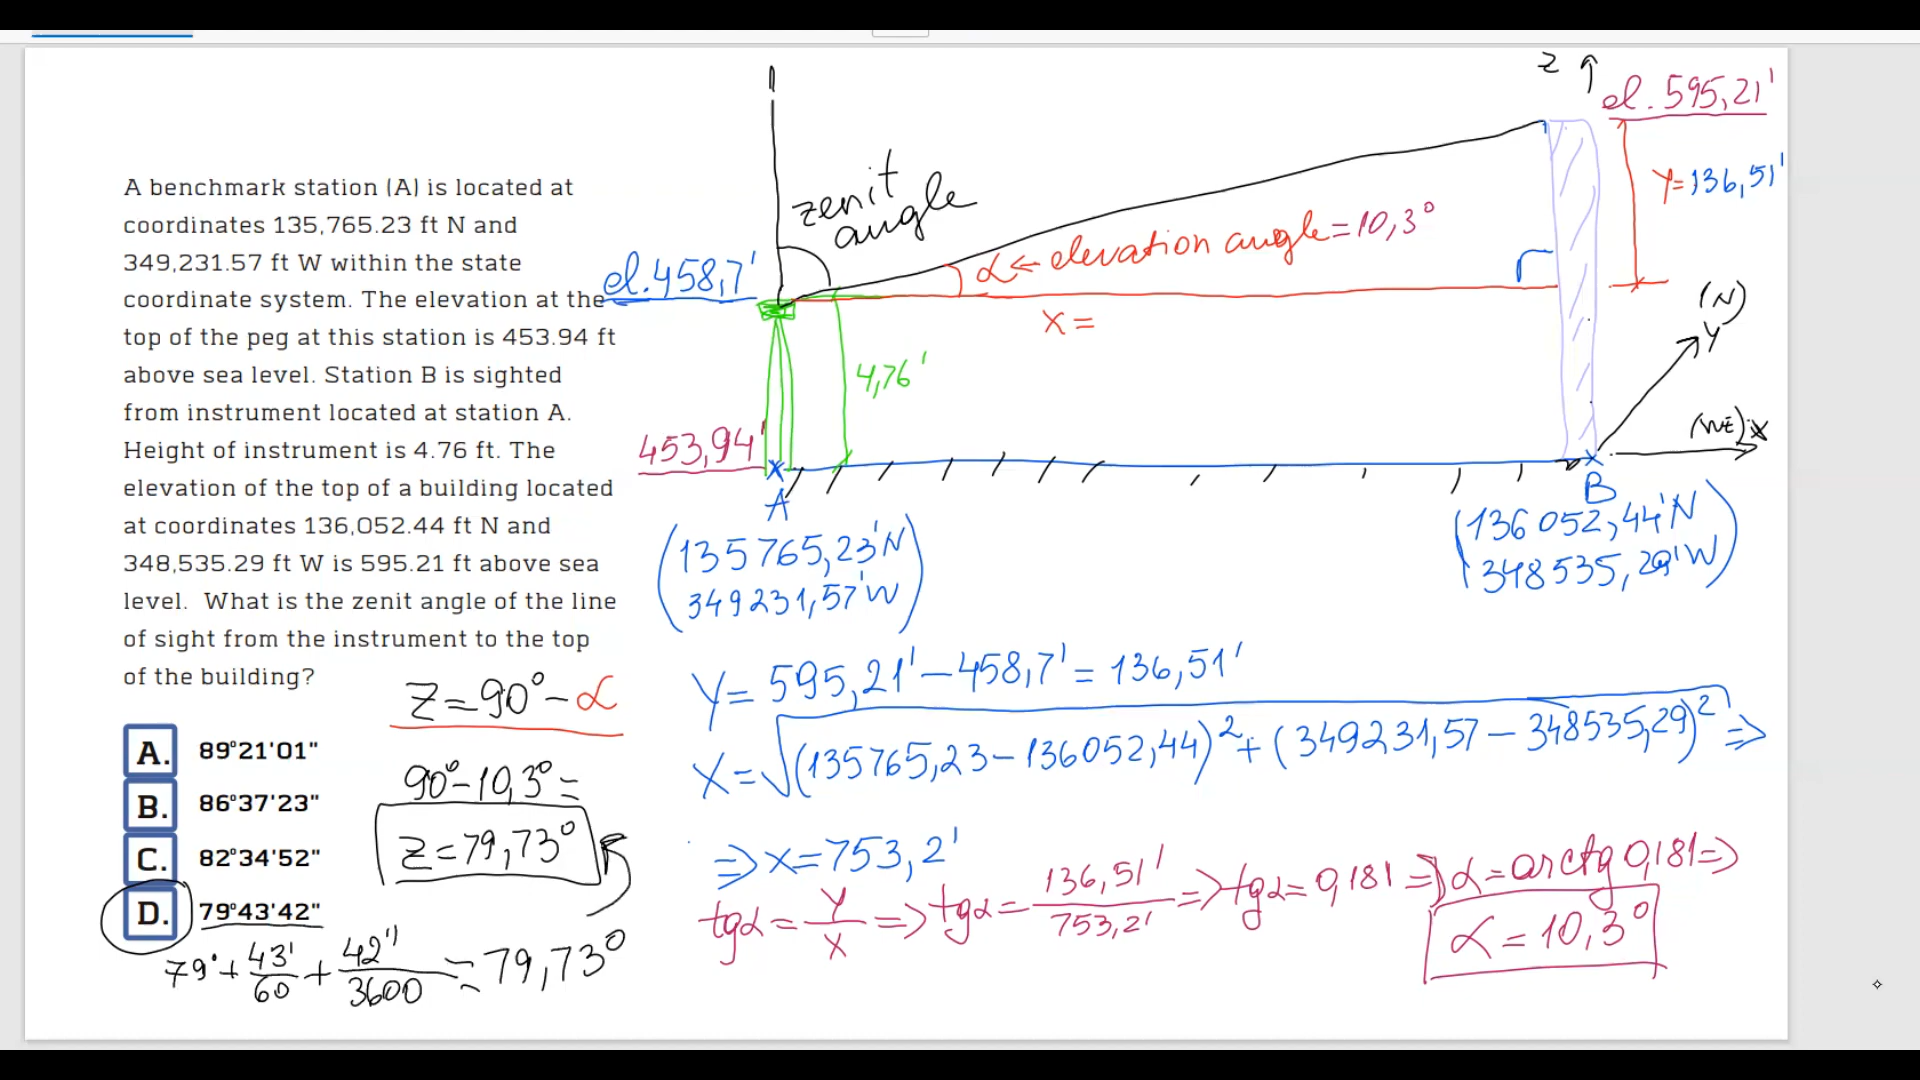 A benchmark station (A) is located at
coordinates 135,765.23 ft N and
349,231.57 ft W within the state
coordinate system. The elevation at the
top of the peg at this station is 453.94 ft
above sea level. Station B is sighted
from instrument located at station A.
Height of instrument is 4.76 ft. The
elevation of the top of a building located
at coordinates 136,052.44 ft N and
348,535.29 ft W is 595.21 ft above sea
level. What is the zenit angle of the line
of sight from the instrument to the top
of the building?
A. 89°21'01"
B. 86°37'23"
C. 82°34'52"
D. 79°43'42"
79° + 43'/60 + 42"/3600 = 79,73°
Z = 90° - α
90° - 10,3° =
Z = 79,73°
zenit
angle
el. 458,7'
α ← elevation angle = 10,3°
x =
4,76'
453,94'
A
(135 765,23' N
349 231,57' W)
Z
el. 595,21'
Y = 136,51'
(N)
Y
(WE) X
B
(136 052,44' N
348 535,29' W)
Y = 595,21' - 458,7' = 136,51'
X = √(135765,23 - 136052,44)² + (349231,57 - 348535,29)² ⇒
⇒ X = 753,2'
tgα = Y/X ⇒ tgα = 136,51'/753,2' ⇒ tgα = 0,181 ⇒ α = arctg 0,181 ⇒
α = 10,3°